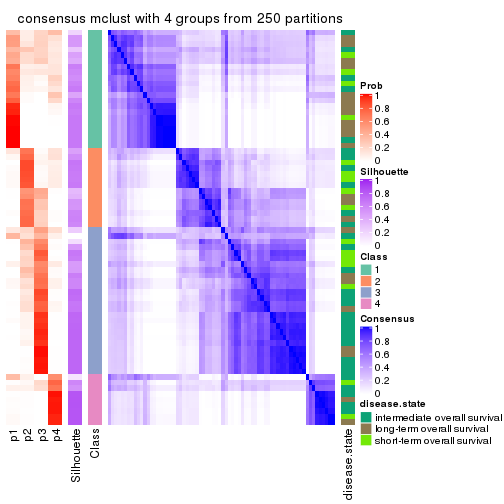 consensus mclust with 4 groups from 250 partitions
Prob
1
0.8
0.6
0.4
0.2
0
Silhouette
1
0.8
0.6
0.4
0.2
0
Class
1
2
3
4
Consensus
1
0.8
0.6
0.4
0.2
0
disease.state
intermediate overall survival
long-term overall survival
short-term overall survival
p1
p2
p3
p4
Silhouette
Class
disease.state